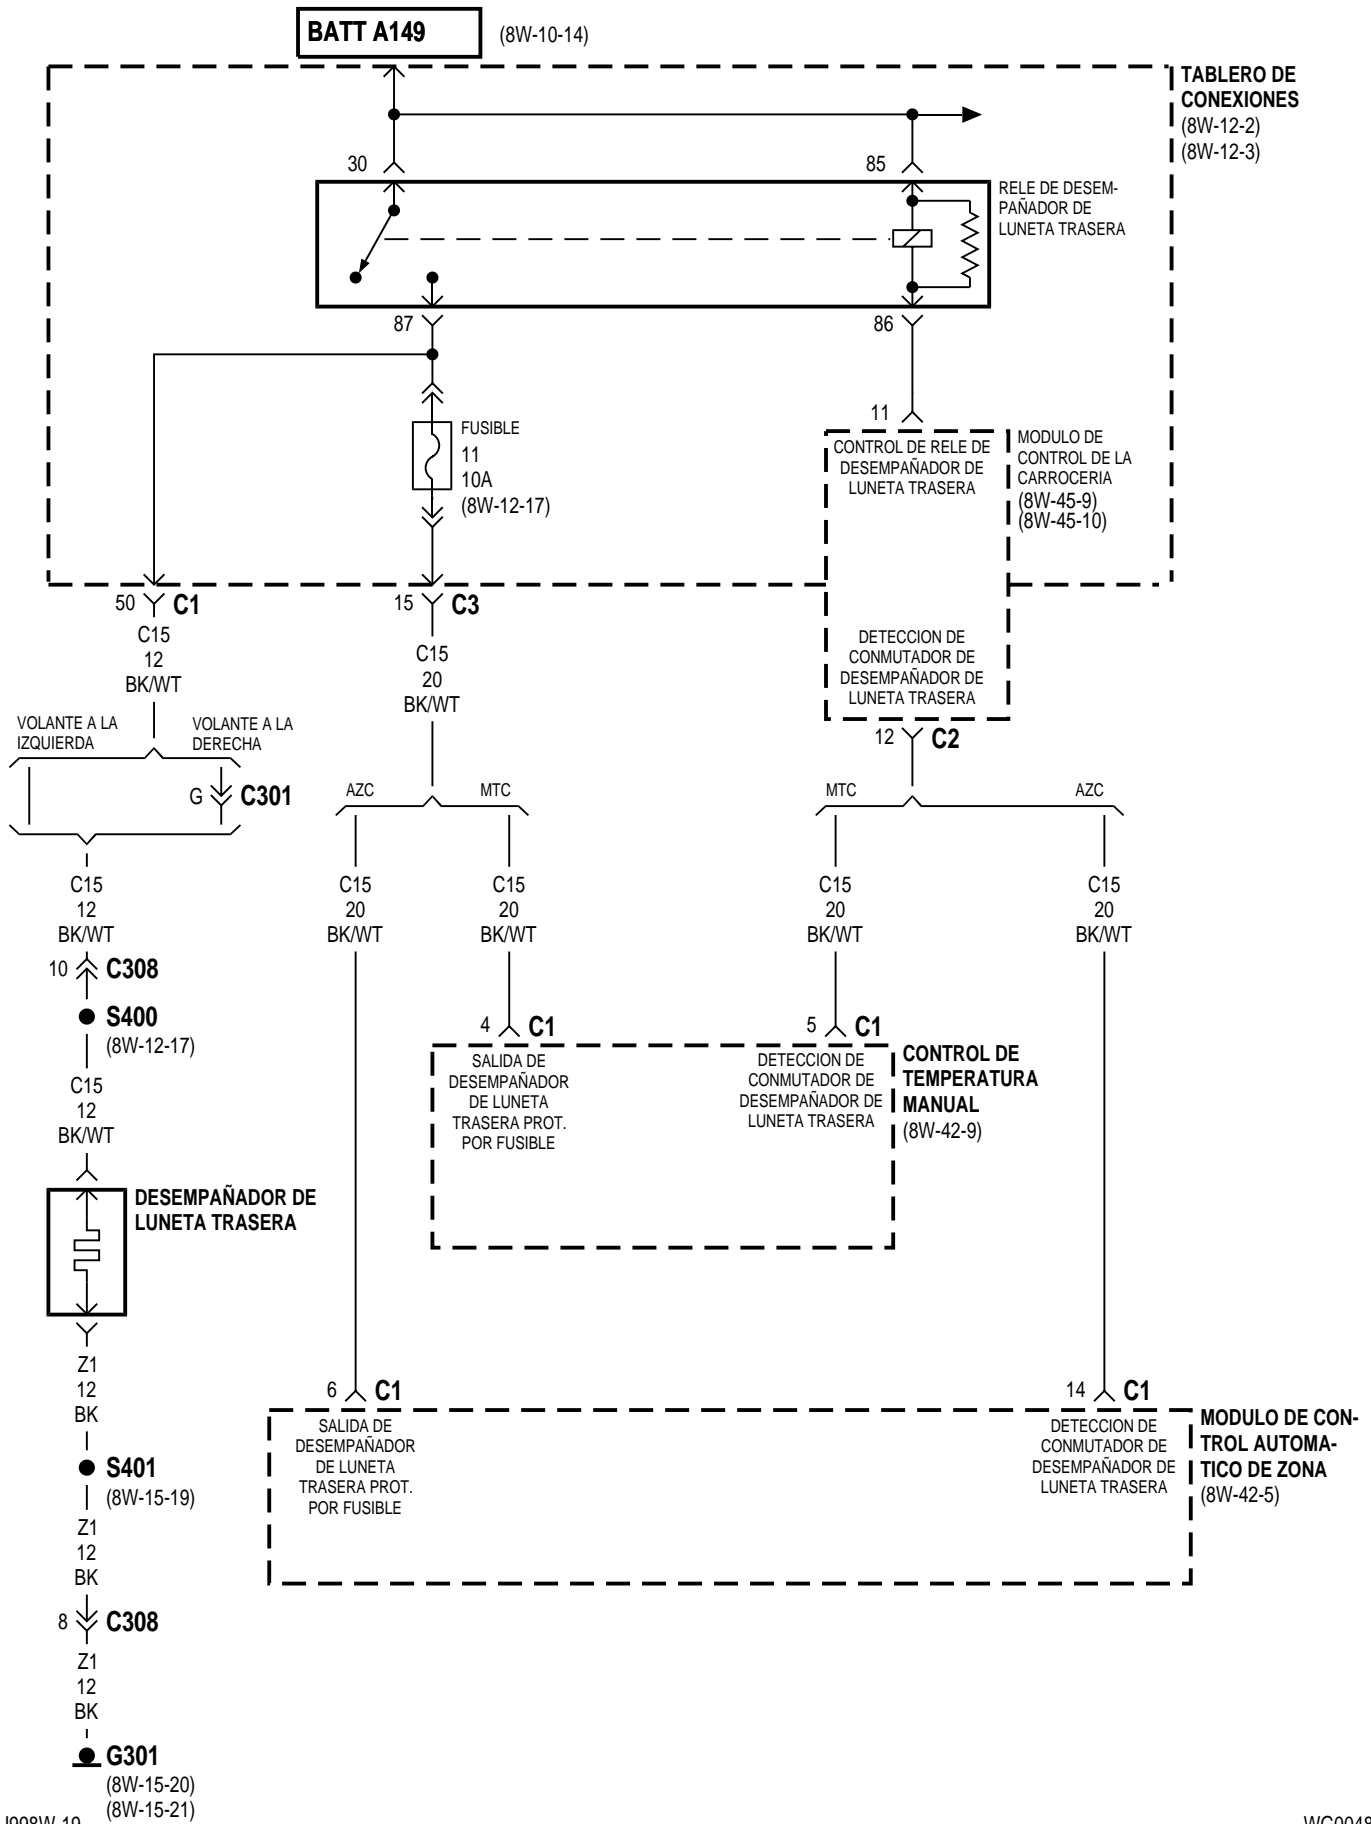 BATT A149
(8W-10-14)
TABLERO DE
CONEXIONES
(8W-12-2)
(8W-12-3)
30
85
RELE DE DESEM-
PAÑADOR DE
LUNETA TRASERA
87
86
FUSIBLE
11
10A
(8W-12-17)
11
CONTROL DE RELE DE
DESEMPAÑADOR DE
LUNETA TRASERA
MODULO DE
CONTROL DE LA
CARROCERIA
(8W-45-9)
(8W-45-10)
50 C1
15 C3
C15
12
BK/WT
C15
20
BK/WT
DETECCION DE
CONMUTADOR DE
DESEMPAÑADOR DE
LUNETA TRASERA
12 C2
VOLANTE A LA
IZQUIERDA
VOLANTE A LA
DERECHA
G C301
AZC
MTC
MTC
AZC
C15
12
BK/WT
C15
20
BK/WT
C15
20
BK/WT
C15
20
BK/WT
C15
20
BK/WT
10 C308
S400
(8W-12-17)
C15
12
BK/WT
4 C1
5 C1
SALIDA DE
DESEMPAÑADOR
DE LUNETA
TRASERA PROT.
POR FUSIBLE
DETECCION DE
CONMUTADOR DE
DESEMPAÑADOR DE
LUNETA TRASERA
CONTROL DE
TEMPERATURA
MANUAL
(8W-42-9)
DESEMPAÑADOR DE
LUNETA TRASERA
Z1
12
BK
6 C1
14 C1
SALIDA DE
DESEMPAÑADOR
DE LUNETA
TRASERA PROT.
POR FUSIBLE
DETECCION DE
CONMUTADOR DE
DESEMPAÑADOR DE
LUNETA TRASERA
MODULO DE CON-
TROL AUTOMA-
TICO DE ZONA
(8W-42-5)
S401
(8W-15-19)
Z1
12
BK
8 C308
Z1
12
BK
G301
(8W-15-20)
(8W-15-21)